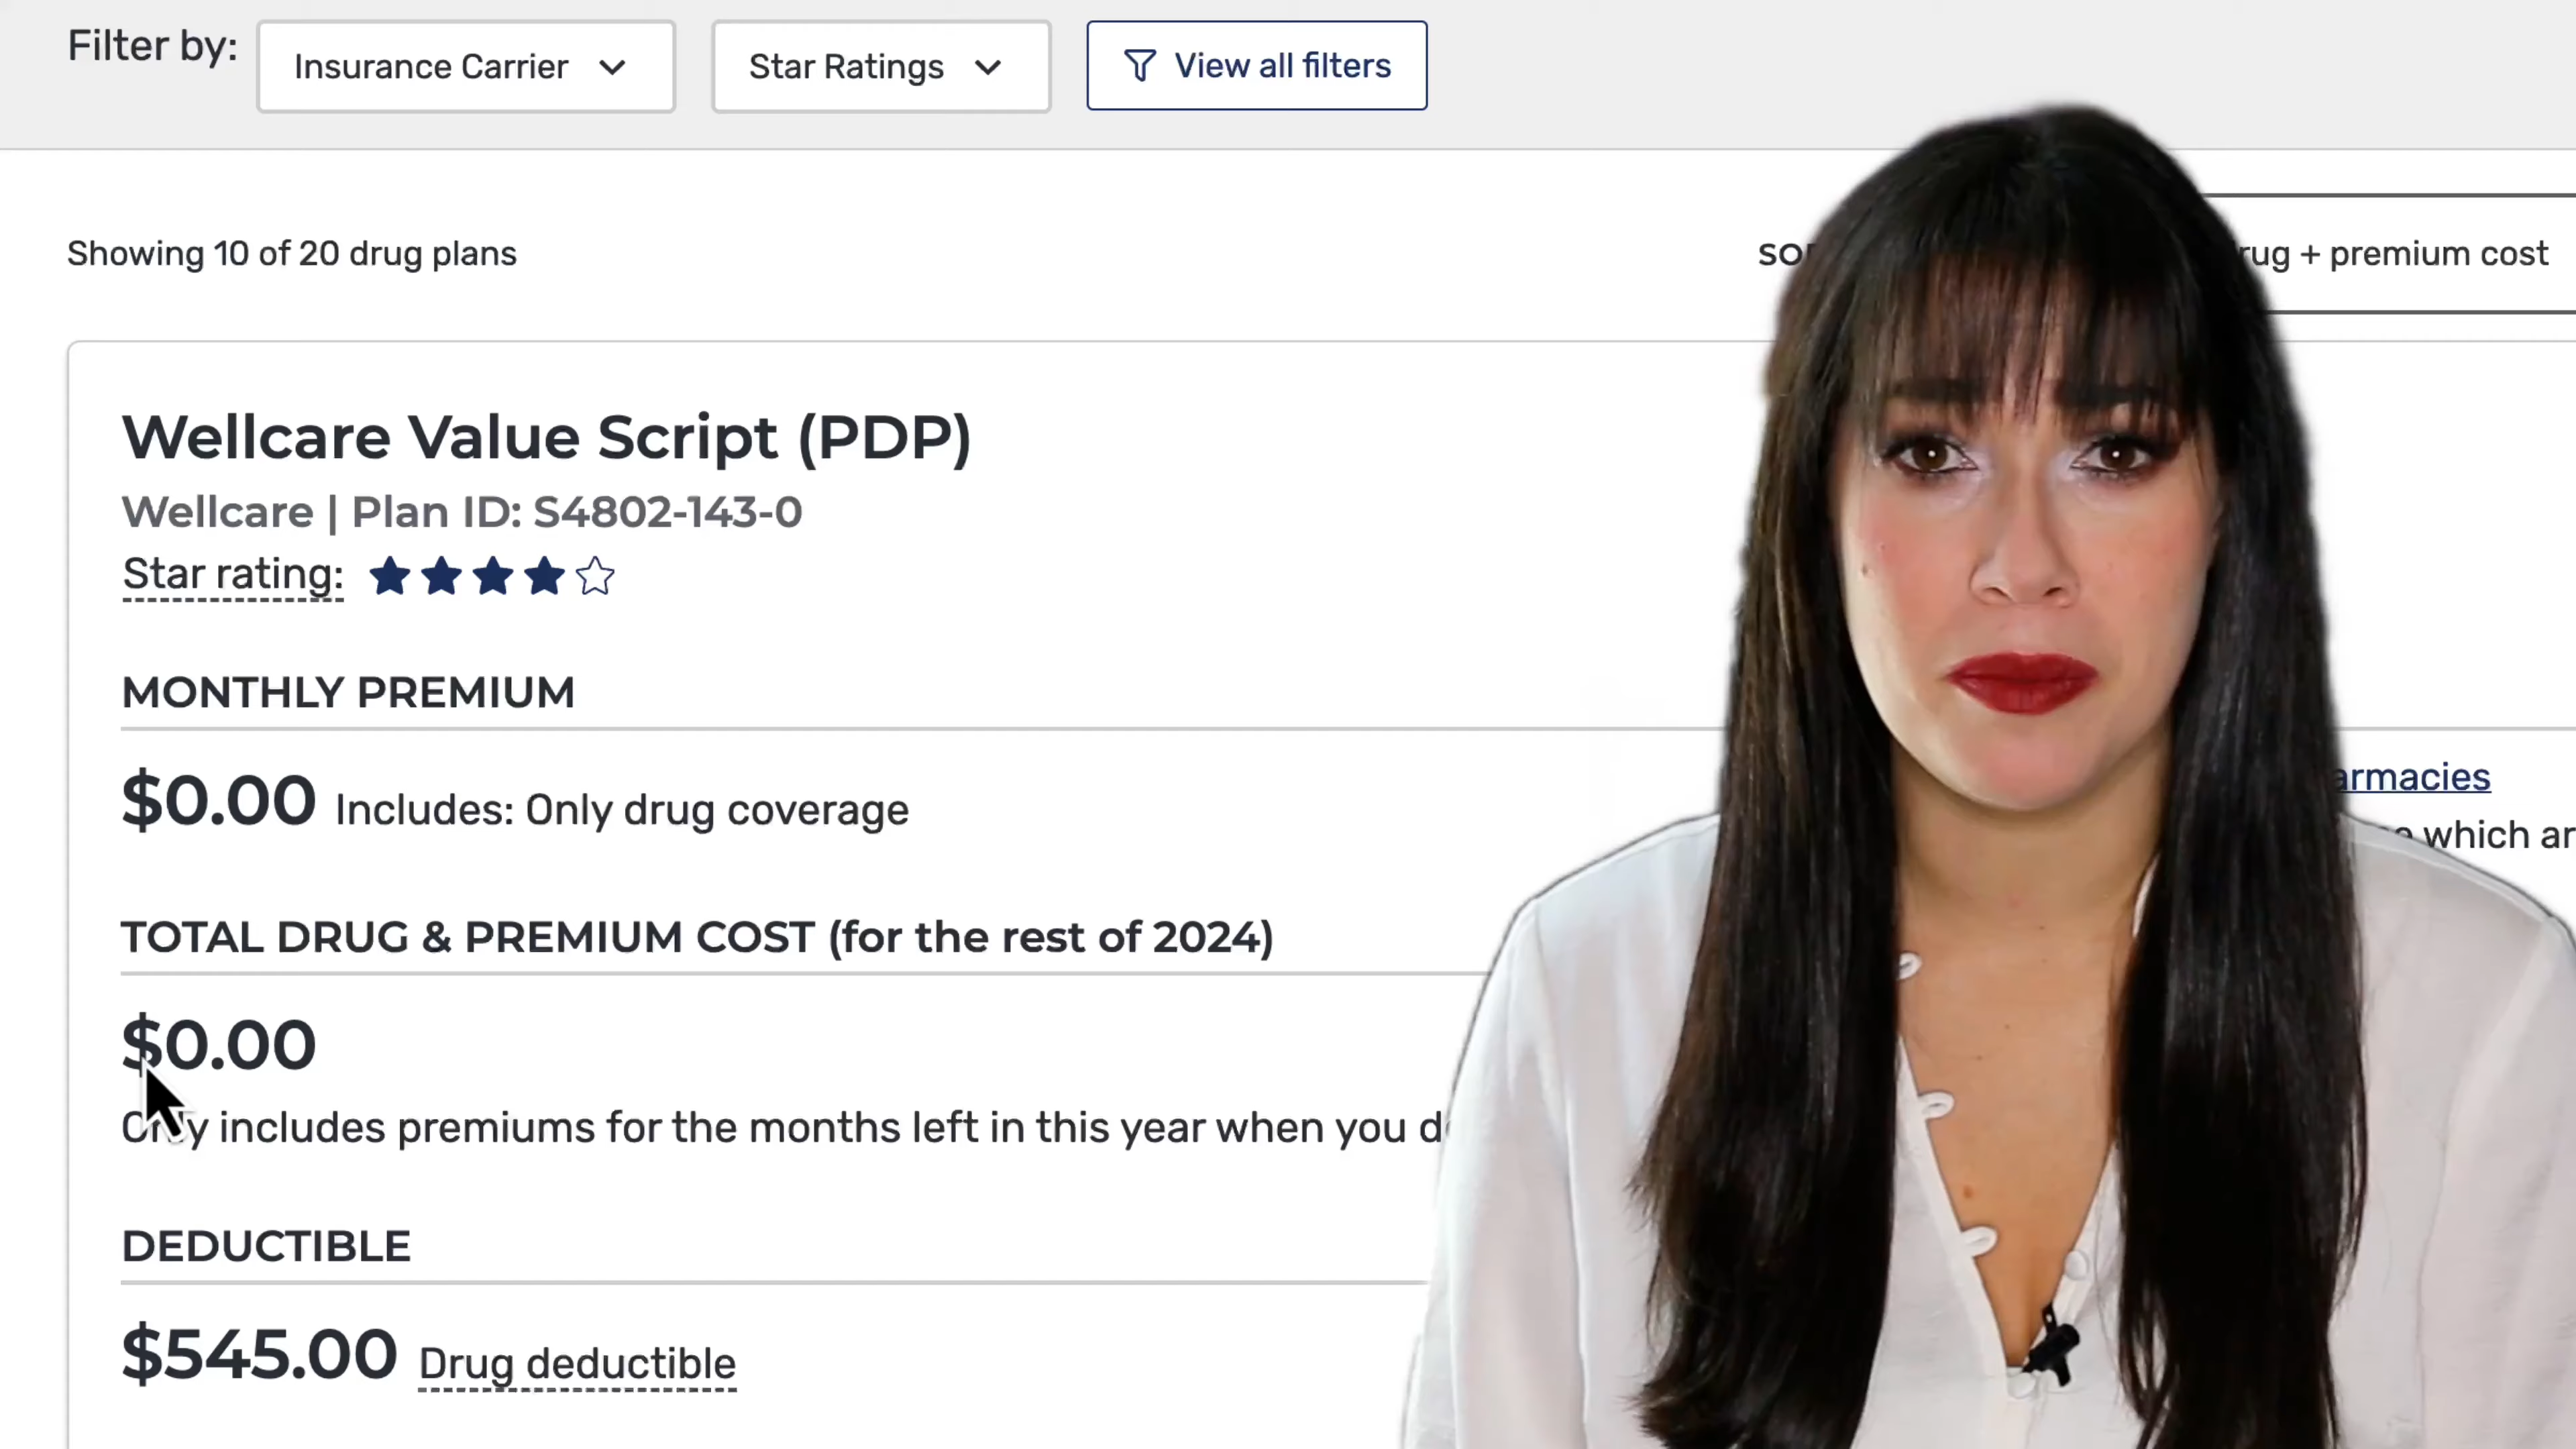 Filter by:
Insurance Carrier
Star Ratings
View all filters
Showing 10 of 20 drug plans
+ premium cost
Wellcare Value Script (PDP)
Wellcare | Plan ID: S4802-143-0
Star rating:
MONTHLY PREMIUM
$0.00 Includes: Only drug coverage
which
TOTAL DRUG & PREMIUM COST (for the rest of 2024)
$0.00
Only includes premiums for the months left in this year when you
DEDUCTIBLE
$545.00 Drug deductible